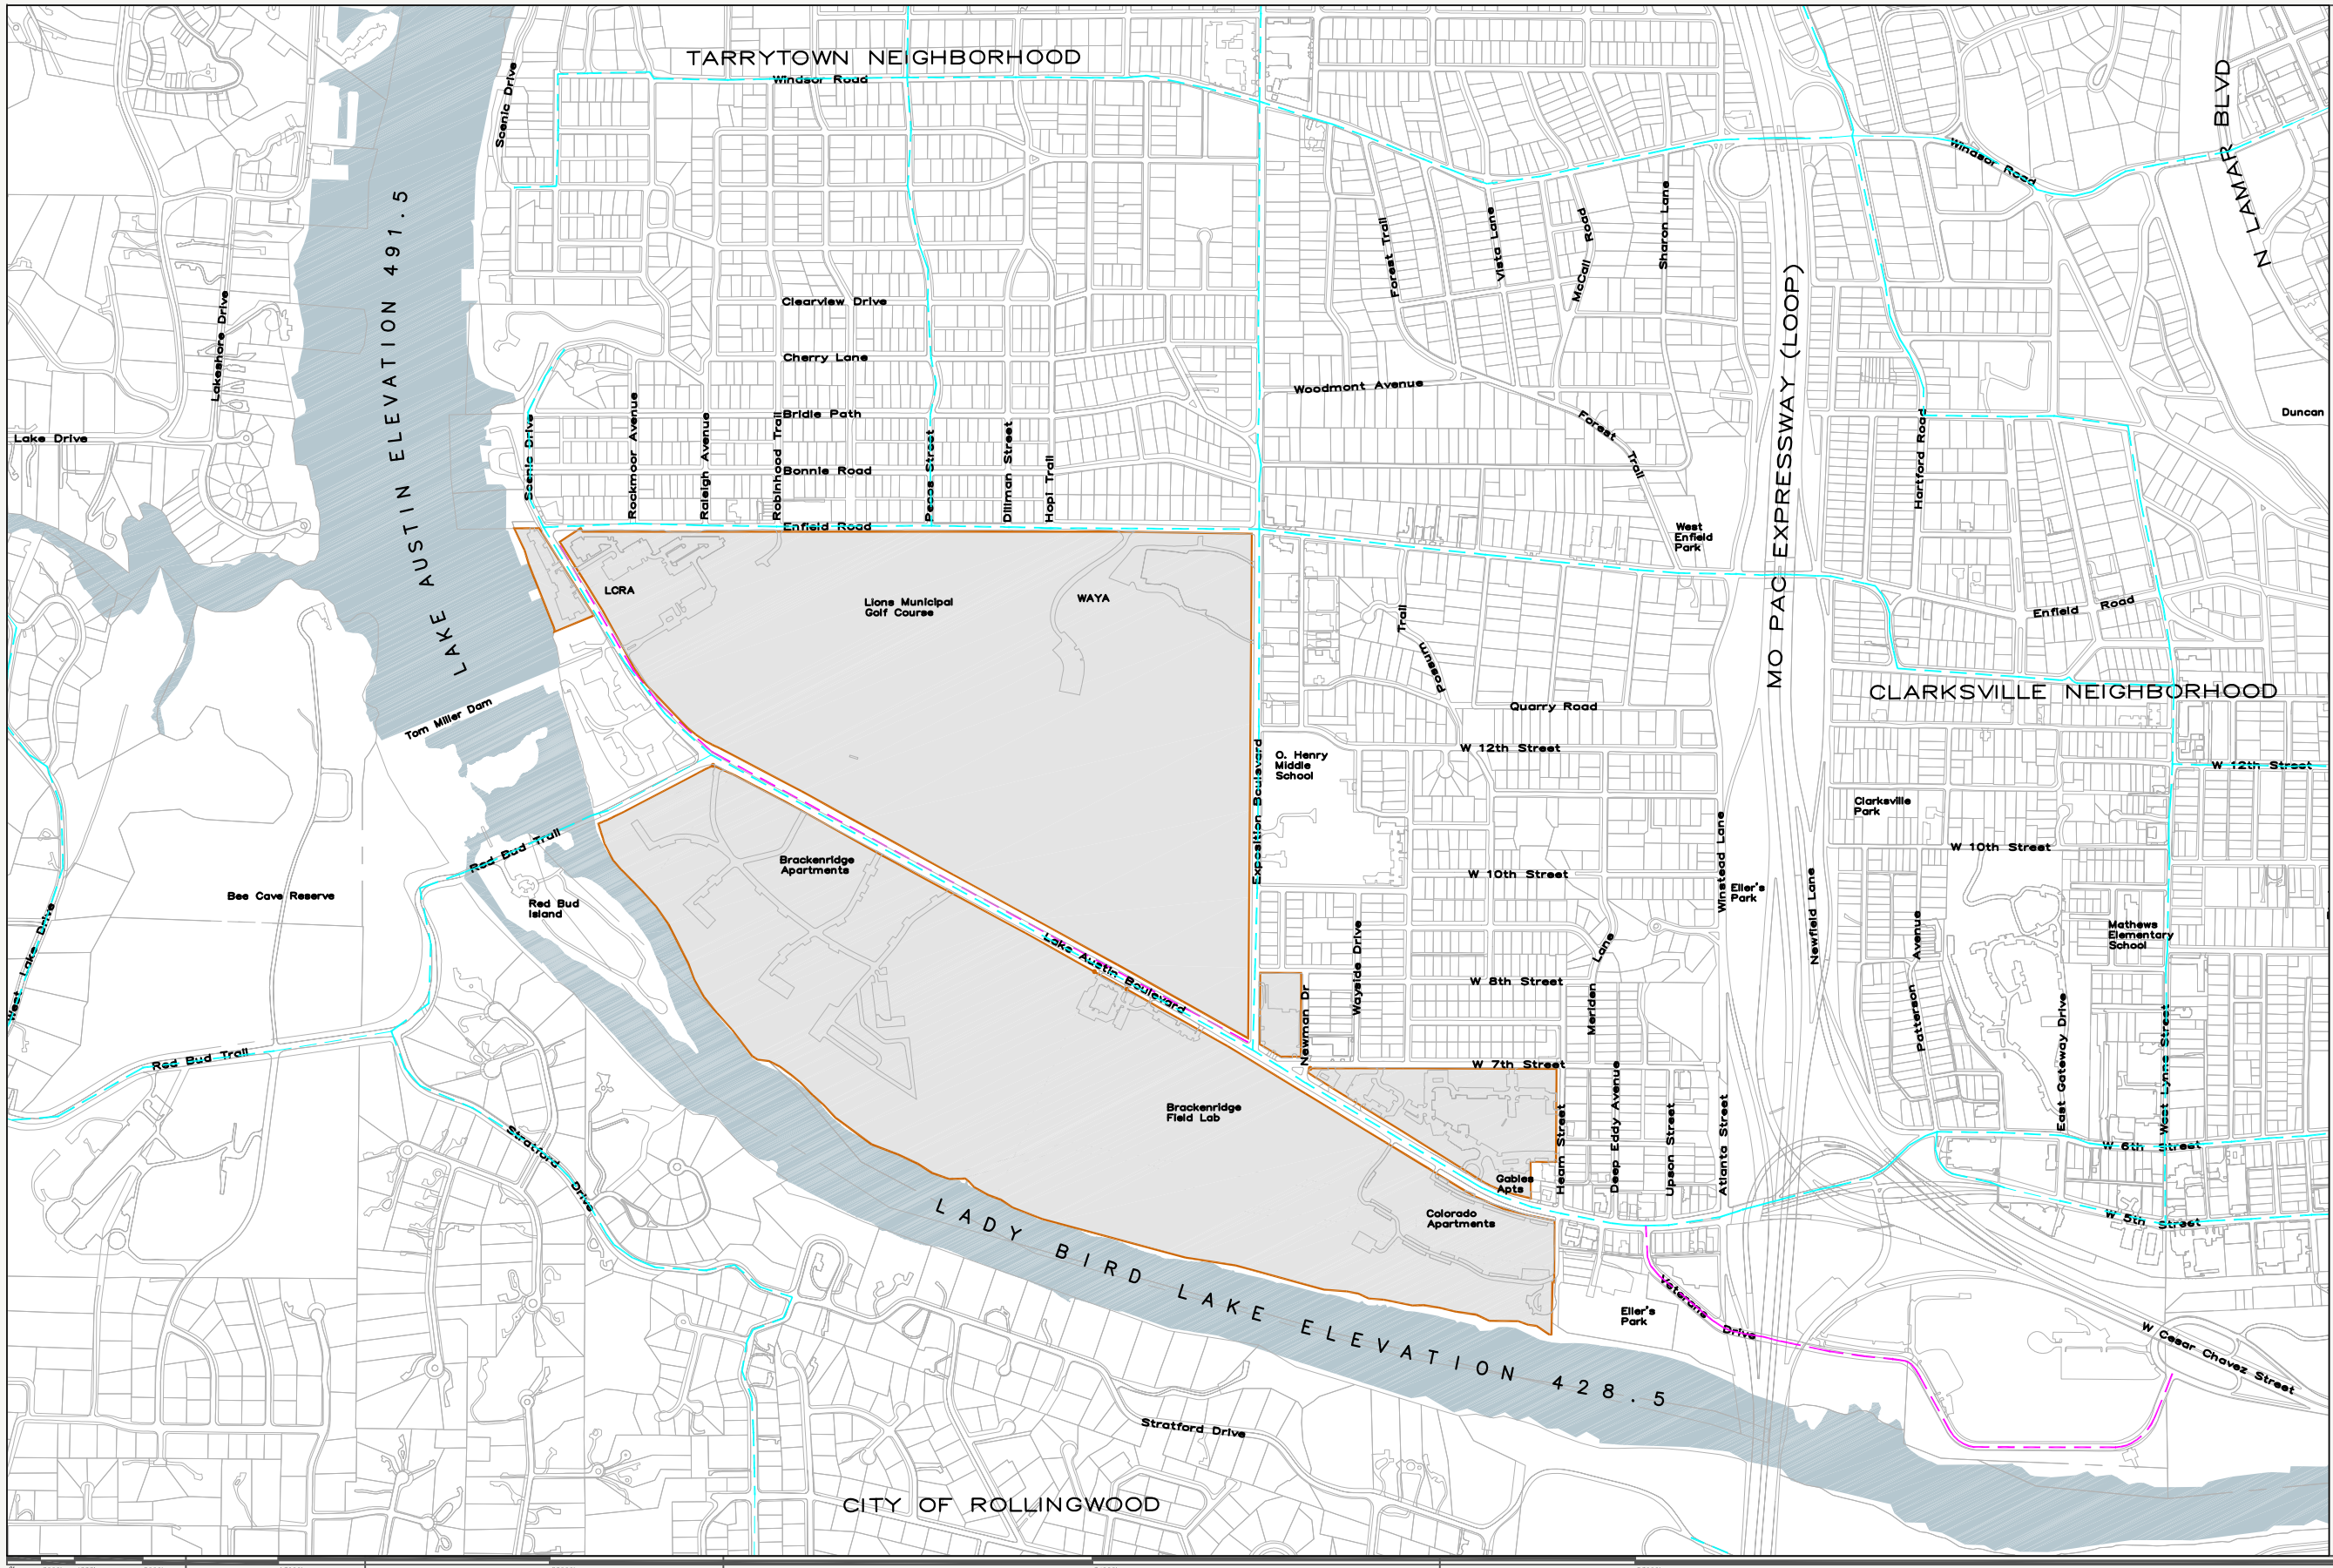 TARRYTOWN NEIGHBORHOOD
Windsor Road
Scenic Drive
N LAMAR BLVD
Windsor Road
LAKE AUSTIN ELEVATION 491.5
Lakeshore Drive
Forest Trail
Vista Lane
McCall Road
Sharon Lane
MO PAC EXPRESSWAY (LOOP)
Clearview Drive
Cherry Lane
Woodmont Avenue
Bridle Path
Duncan
Lake Drive
Scenic Drive
Rockmoor Avenue
Raleigh Avenue
Robinhood Trail
Bonnie Road
Pecos Street
Dillman Street
Hopi Trail
Forest
Trail
Hartford Road
Enfield Road
West
Enfield
Park
LCRA
Lions Municipal
Golf Course
WAYA
Trail
Possum
Enfield Road
CLARKSVILLE NEIGHBORHOOD
Tom Miller Dam
Quarry Road
W 12th Street
O. Henry
Middle
School
Exposition Boulevard
W 12th Street
Clarksville
Park
Red Bud Trail
Brackenridge
Apartments
W 10th Street
W 10th Street
Winstead Lane
Newfield Lane
Eiler's
Park
Bee Cave Reserve
Red Bud
Island
West Lake Drive
Lake Austin Boulevard
Wayside Drive
Meriden Lane
Patterson Avenue
Mathews
Elementary
School
W 8th Street
Newman Dr
East Gateway Drive
West Lynne Street
Red Bud Trail
W 7th Street
Brackenridge
Field Lab
Hearn Street
Deep Eddy Avenue
Upson Street
Atlanta Street
Stratford Drive
W 6th Street
Gables
Apts
Colorado
Apartments
W 5th Street
LADY BIRD LAKE ELEVATION 428.5
Veterans Drive
Eiler's
Park
W Cesar Chavez Street
Stratford Drive
CITY OF ROLLINGWOOD